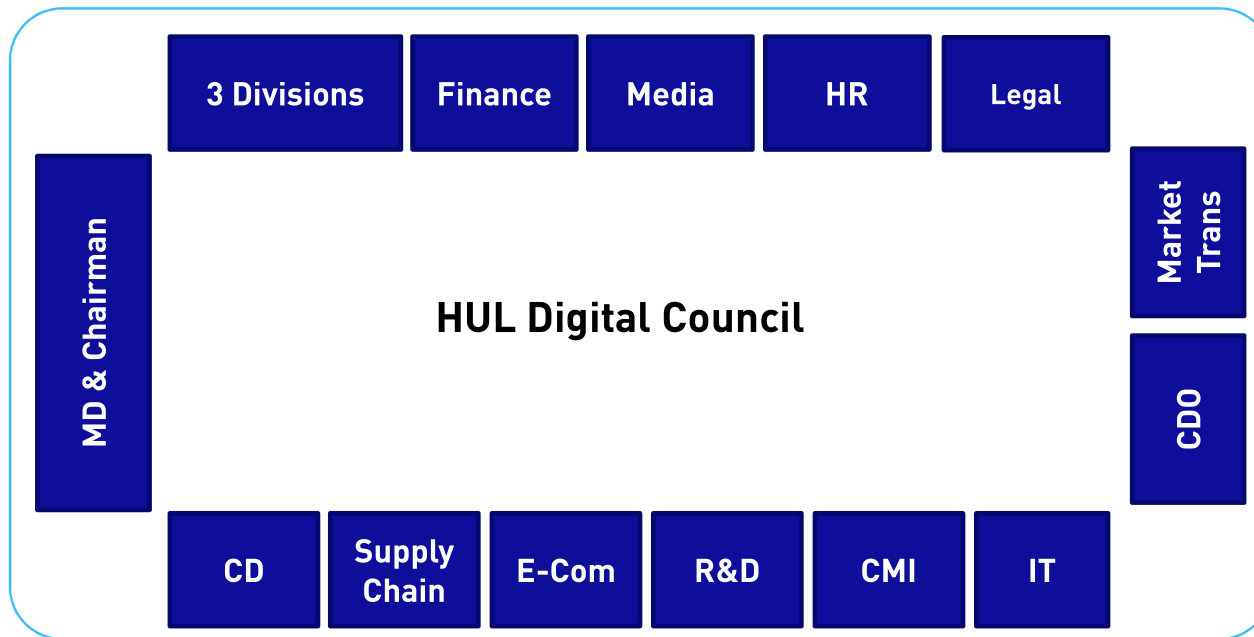 3 Divisions
Finance
Media
HR
Legal
MD & Chairman
HUL Digital Council
Market
Trans
CDO
CD
Supply
Chain
E-Com
R&D
CMI
IT